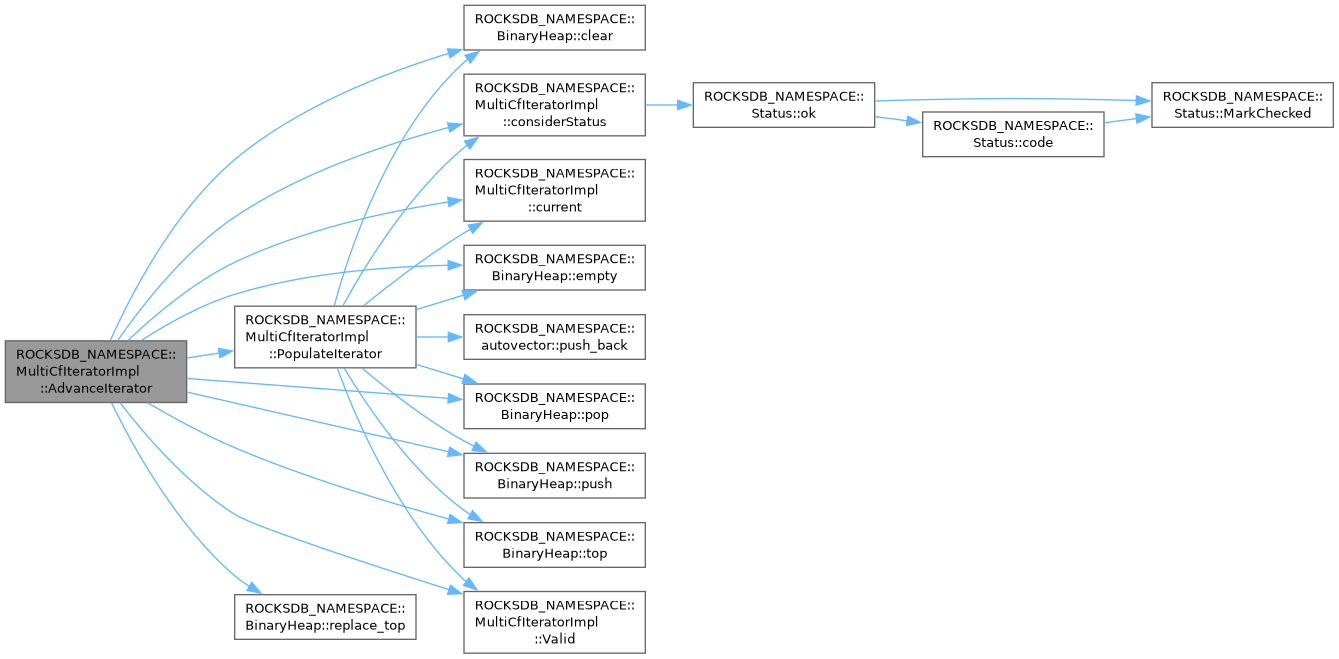 ROCKSDB_NAMESPACE::
MultiCfIteratorImpl
::AdvanceIterator
ROCKSDB_NAMESPACE::
MultiCfIteratorImpl
::PopulateIterator
ROCKSDB_NAMESPACE::
BinaryHeap::replace_top
ROCKSDB_NAMESPACE::
BinaryHeap::clear
ROCKSDB_NAMESPACE::
MultiCfIteratorImpl
::considerStatus
ROCKSDB_NAMESPACE::
MultiCfIteratorImpl
::current
ROCKSDB_NAMESPACE::
BinaryHeap::empty
ROCKSDB_NAMESPACE::
autovector::push_back
ROCKSDB_NAMESPACE::
BinaryHeap::pop
ROCKSDB_NAMESPACE::
BinaryHeap::push
ROCKSDB_NAMESPACE::
BinaryHeap::top
ROCKSDB_NAMESPACE::
MultiCfIteratorImpl
::Valid
ROCKSDB_NAMESPACE::
Status::ok
ROCKSDB_NAMESPACE::
Status::code
ROCKSDB_NAMESPACE::
Status::MarkChecked